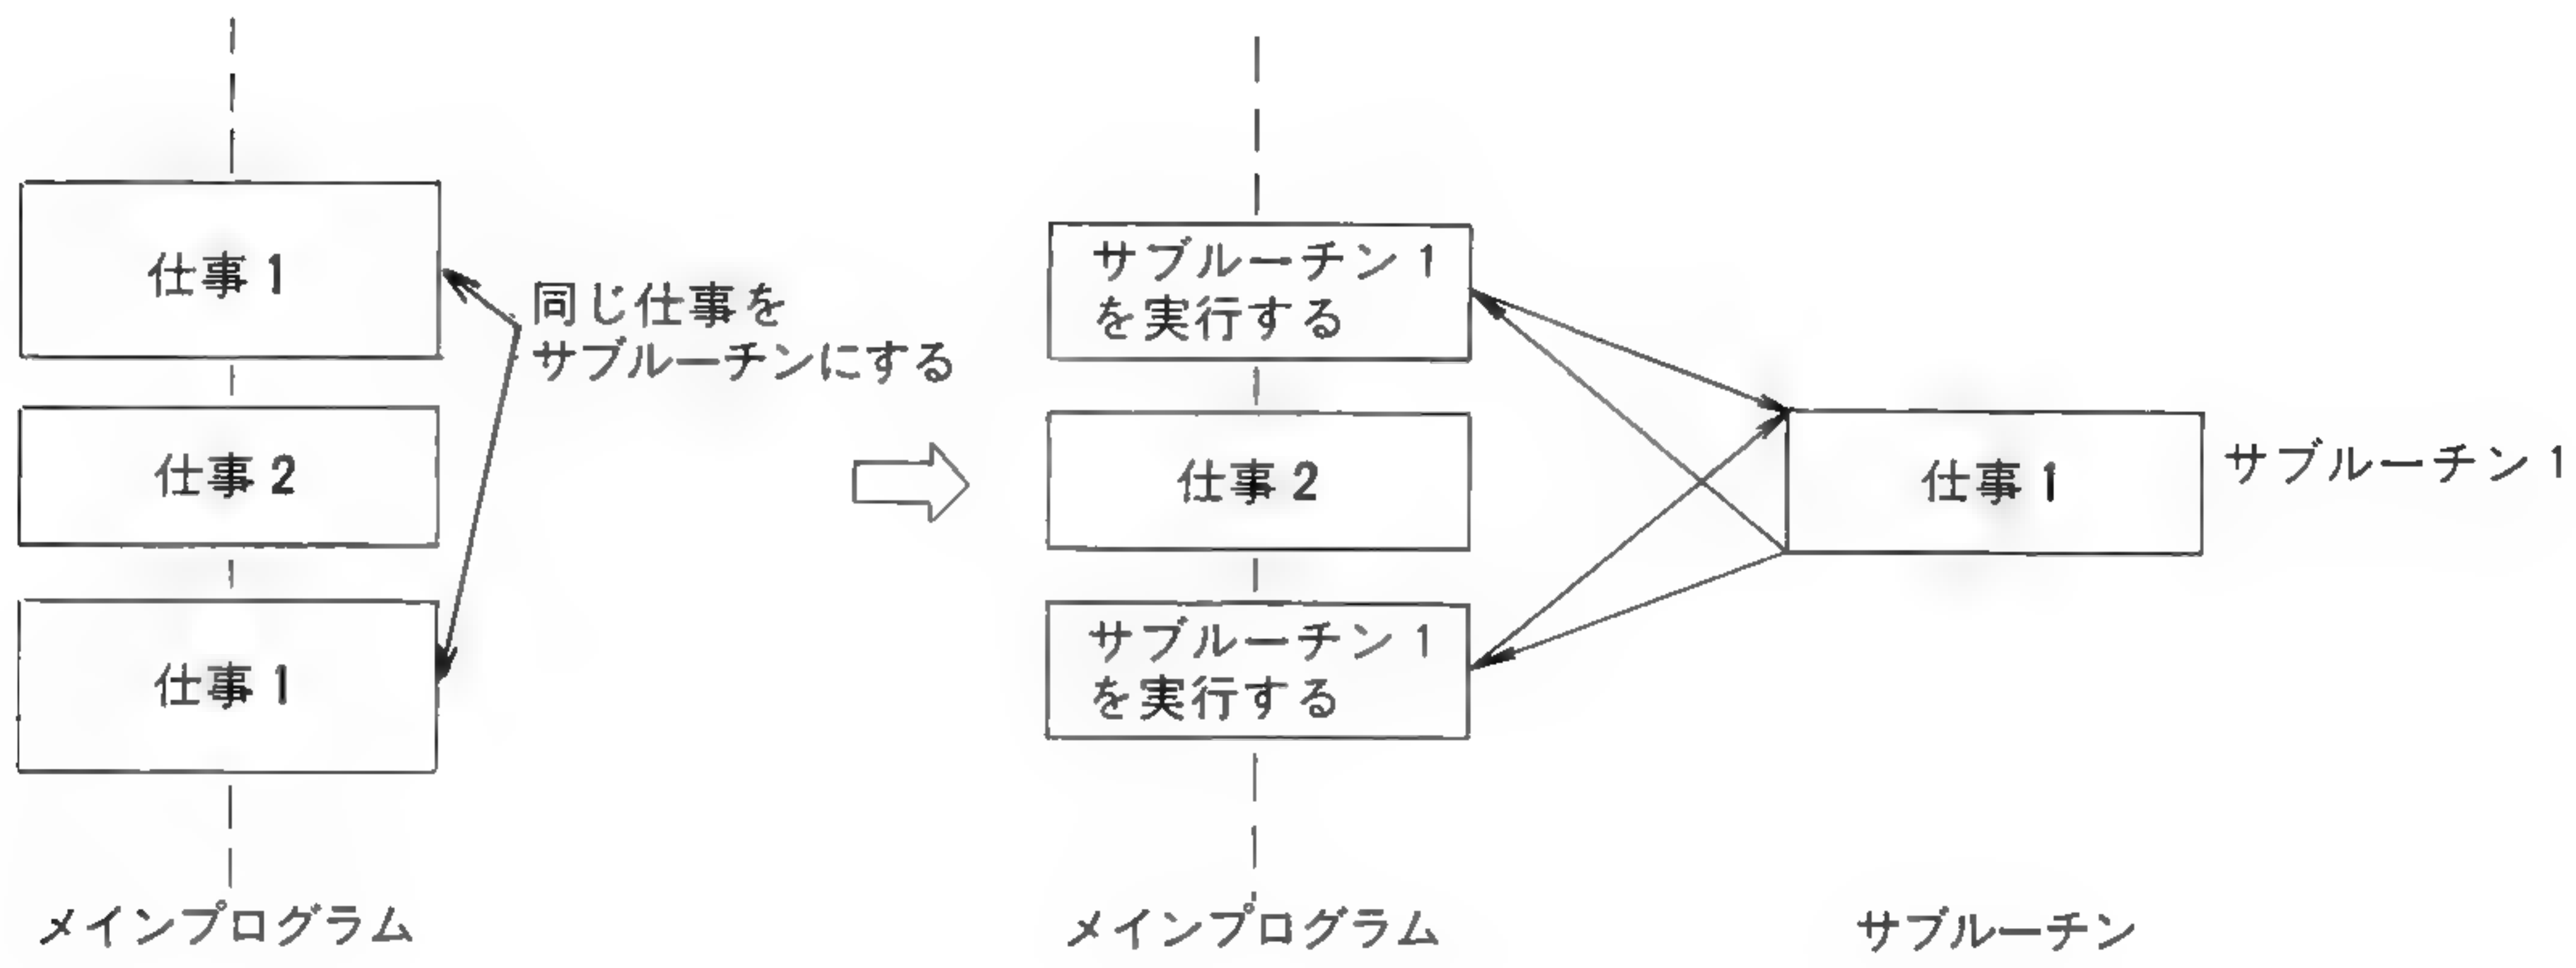 仕事1
同じ仕事を
サブルーチンにする
仕事2
仕事1
メインプログラム
サブルーチン1
を実行する
仕事2
サブルーチン1
を実行する
メインプログラム
仕事1
サブルーチン1
サブルーチン